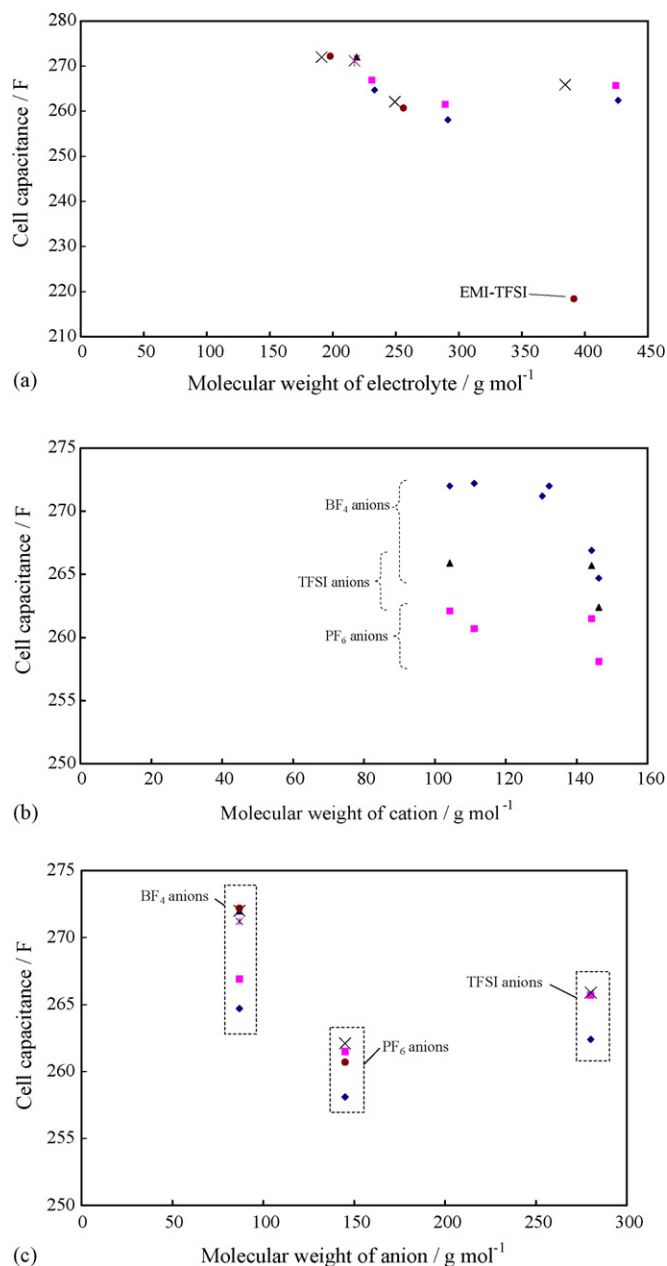 280
270
260
250
240
230
220
210
Cell capacitance / F
EMI-TFSI
0 50 100 150 200 250 300 350 400 450
(a) Molecular weight of electrolyte / g mol⁻¹
275
270
265
260
255
250
Cell capacitance / F
BF₄ anions
TFSI anions
PF₆ anions
0 20 40 60 80 100 120 140 160
(b) Molecular weight of cation / g mol⁻¹
275
270
265
260
255
250
Cell capacitance / F
BF₄ anions
TFSI anions
PF₆ anions
0 50 100 150 200 250 300
(c) Molecular weight of anion / g mol⁻¹